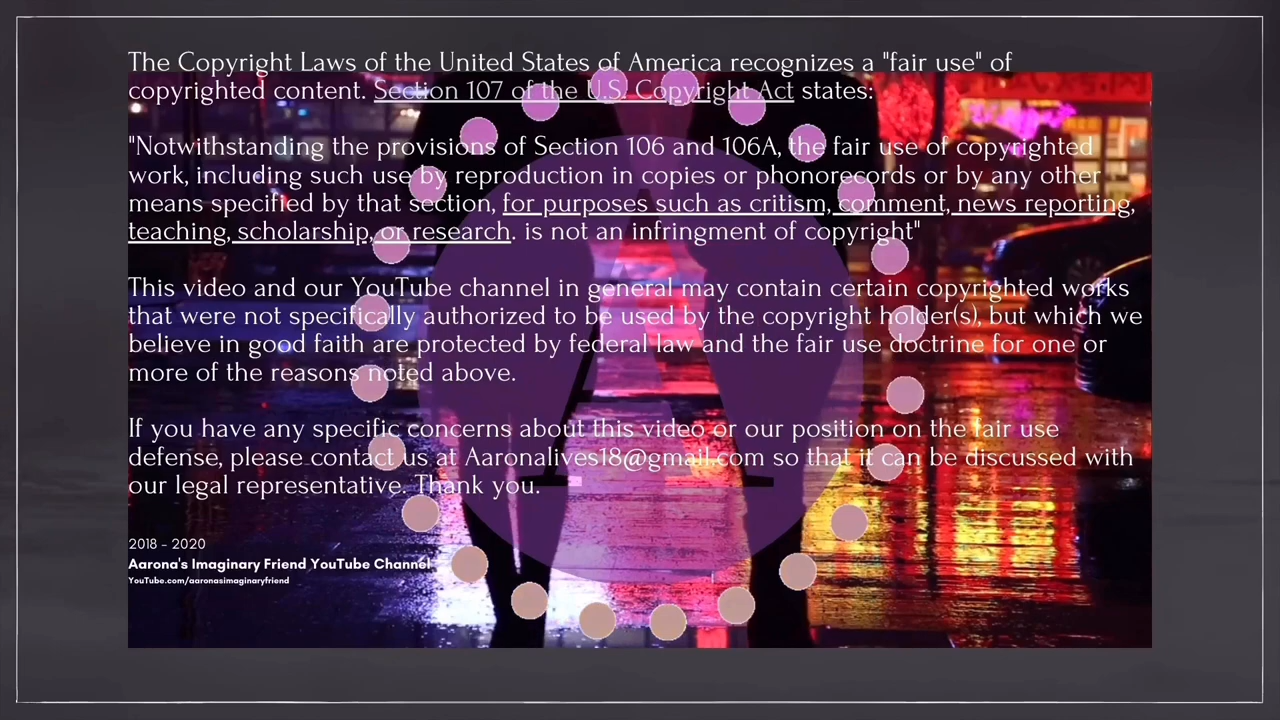 The Copyright Laws of the United States of America recognizes a "fair use" of
copyrighted content. Section 107 of the U.S. Copyright Act states:
"Notwithstanding the provisions of Section 106 and 106A, the fair use of copyrighted
work, including such use by reproduction in copies or phonorecords or by any other
means specified by that section, for purposes such as critism, comment, news reporting,
teaching, scholarship, or research. is not an infringment of copyright"
This video and our YouTube channel in general may contain certain copyrighted works
that were not specifically authorized to be used by the copyright holder(s), but which we
believe in good faith are protected by federal law and the fair use doctrine for one or
more of the reasons noted above.
If you have any specific concerns about this video or our position on the fair use
defense, please contact us at Aaronalives18@gmail.com so that it can be discussed with
our legal representative. Thank you.
2018 - 2020
Aarona's Imaginary Friend YouTube Channel
YouTube.com/aaronasimaginaryfriend
A